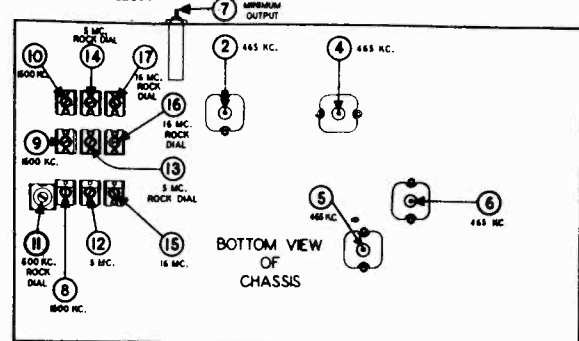 7 MINIMUM
OUTPUT
5 MC.
ROCK DIAL
10
14
17
2 465 KC.
4 465 KC.
1500 KC.
16 MC.
ROCK
DIAL
16
16 MC.
ROCK
DIAL
9
1500 KC.
13
5 MC.
ROCK DIAL
5
465 KC
6
465 KC.
11
600 KC.
ROCK
DIAL
12
5 MC.
15
16 MC.
8
1500 KC.
BOTTOM VIEW
OF
CHASSIS